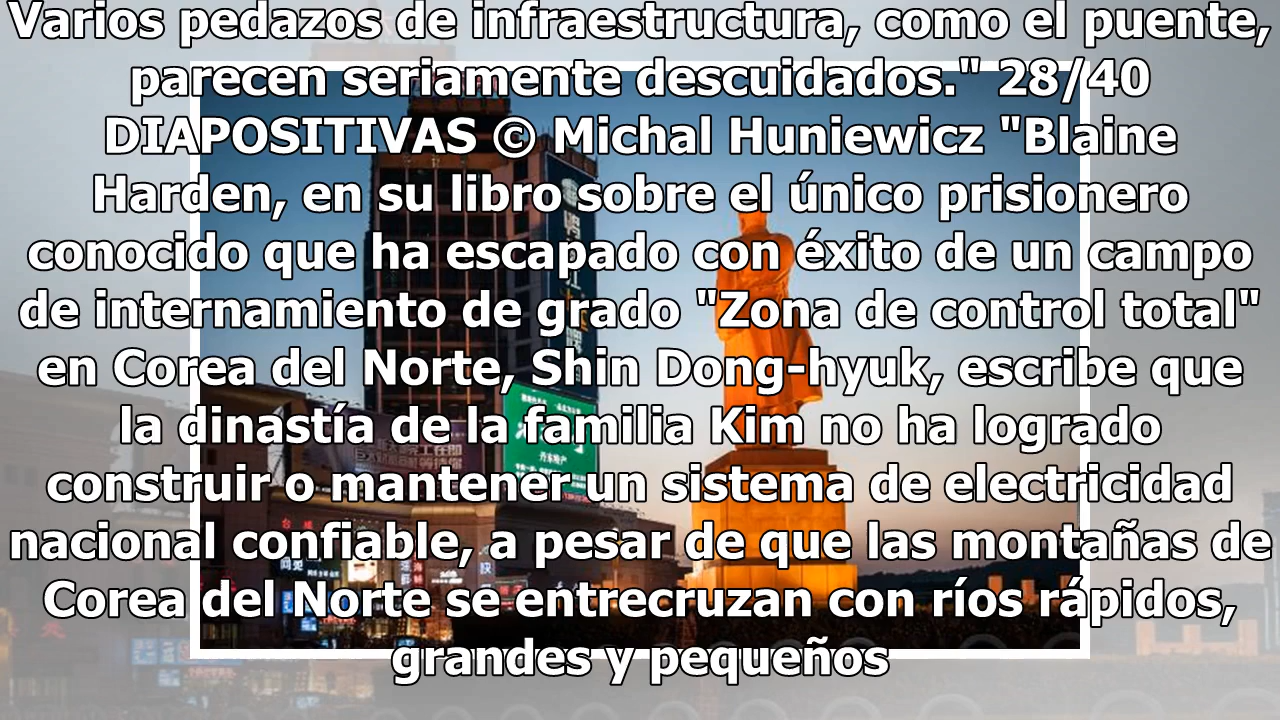 Varios pedazos de infraestructura, como el puente,
parecen seriamente descuidados." 28/40
DIAPOSITIVAS © Michal Huniewicz "Blaine
Harden, en su libro sobre el único prisionero
conocido que ha escapado con éxito de un campo
de internamiento de grado "Zona de control total"
en Corea del Norte, Shin Dong-hyuk, escribe que
la dinastía de la familia Kim no ha logrado
construir o mantener un sistema de electricidad
nacional confiable, a pesar de que las montañas de
Corea del Norte se entrecruzan con ríos rápidos,
grandes y pequeños